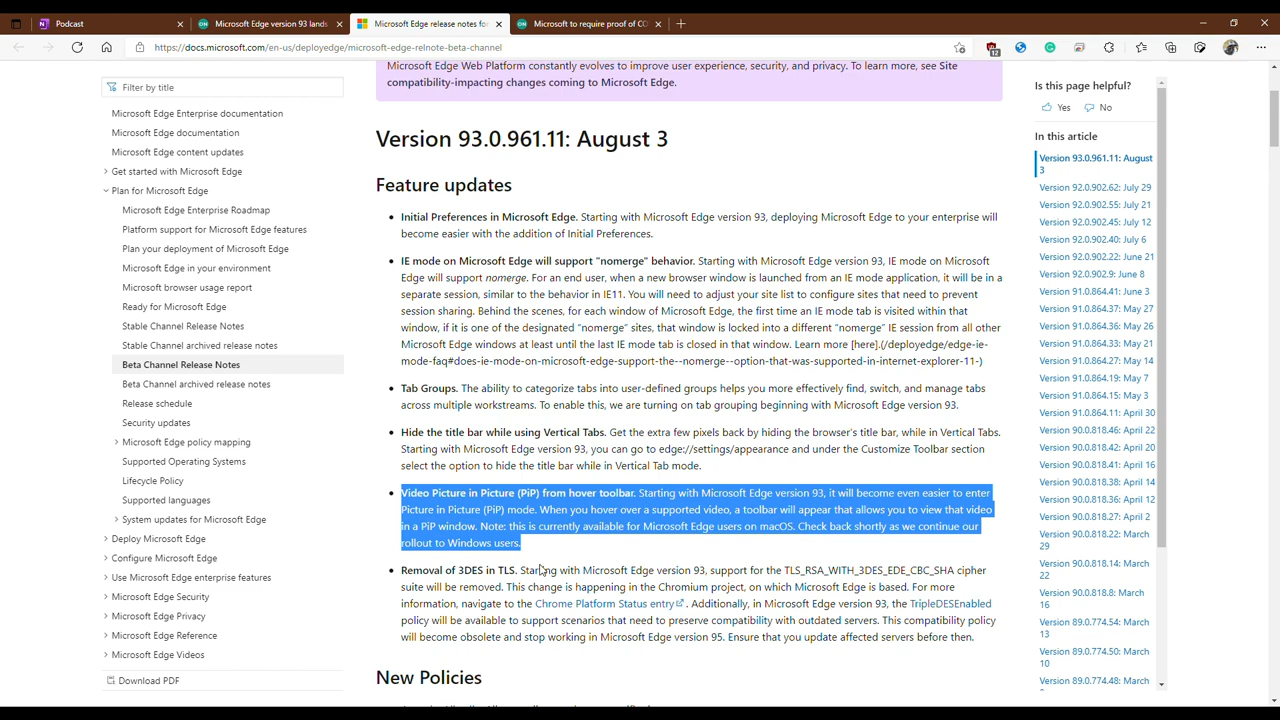 Podcast
Microsoft Edge version 93 lands
Microsoft Edge release notes for
Microsoft to require proof of CO
https://docs.microsoft.com/en-us/deployedge/microsoft-edge-relnote-beta-channel
12
Filter by title
Microsoft Edge Enterprise documentation
Microsoft Edge documentation
Microsoft Edge content updates
Get started with Microsoft Edge
Plan for Microsoft Edge
Microsoft Edge Enterprise Roadmap
Platform support for Microsoft Edge features
Plan your deployment of Microsoft Edge
Microsoft Edge in your environment
Microsoft browser usage report
Ready for Microsoft Edge
Stable Channel Release Notes
Stable Channel archived release notes
Beta Channel Release Notes
Beta Channel archived release notes
Release schedule
Security updates
Microsoft Edge policy mapping
Supported Operating Systems
Lifecycle Policy
Supported languages
System updates for Microsoft Edge
Deploy Microsoft Edge
Configure Microsoft Edge
Use Microsoft Edge enterprise features
Microsoft Edge Security
Microsoft Edge Privacy
Microsoft Edge Reference
Microsoft Edge Videos
Download PDF
Microsoft Edge Web Platform constantly evolves to improve user experience, security, and privacy. To learn more, see Site
compatibility-impacting changes coming to Microsoft Edge.
Version 93.0.961.11: August 3
Feature updates
• Initial Preferences in Microsoft Edge. Starting with Microsoft Edge version 93, deploying Microsoft Edge to your enterprise will
become easier with the addition of Initial Preferences.
• IE mode on Microsoft Edge will support "nomerge" behavior. Starting with Microsoft Edge version 93, IE mode on Microsoft
Edge will support nomerge. For an end user, when a new browser window is launched from an IE mode application, it will be in a
separate session, similar to the behavior in IE11. You will need to adjust your site list to configure sites that need to prevent
session sharing. Behind the scenes, for each window of Microsoft Edge, the first time an IE mode tab is visited within that
window, if it is one of the designated "nomerge" sites, that window is locked into a different "nomerge" IE session from all other
Microsoft Edge windows at least until the last IE mode tab is closed in that window. Learn more [here].(/deployedge/edge-ie-
mode-faq#does-ie-mode-on-microsoft-edge-support-the--nomerge--option-that-was-supported-in-internet-explorer-11-)
• Tab Groups. The ability to categorize tabs into user-defined groups helps you more effectively find, switch, and manage tabs
across multiple workstreams. To enable this, we are turning on tab grouping beginning with Microsoft Edge version 93.
• Hide the title bar while using Vertical Tabs. Get the extra few pixels back by hiding the browser's title bar, while in Vertical Tabs.
Starting with Microsoft Edge version 93, you can go to edge://settings/appearance and under the Customize Toolbar section
select the option to hide the title bar while in Vertical Tab mode.
• Video Picture in Picture (PiP) from hover toolbar. Starting with Microsoft Edge version 93, it will become even easier to enter
Picture in Picture (PiP) mode. When you hover over a supported video, a toolbar will appear that allows you to view that video
in a PiP window. Note: this is currently available for Microsoft Edge users on macOS. Check back shortly as we continue our
rollout to Windows users.
• Removal of 3DES in TLS. Starting with Microsoft Edge version 93, support for the TLS_RSA_WITH_3DES_EDE_CBC_SHA cipher
suite will be removed. This change is happening in the Chromium project, on which Microsoft Edge is based. For more
information, navigate to the Chrome Platform Status entry. Additionally, in Microsoft Edge version 93, the TripleDESEnabled
policy will be available to support scenarios that need to preserve compatibility with outdated servers. This compatibility policy
will become obsolete and stop working in Microsoft Edge version 95. Ensure that you update affected servers before then.
New Policies
Is this page helpful?
Yes No
In this article
Version 93.0.961.11: August
3
Version 92.0.902.62: July 29
Version 92.0.902.55: July 21
Version 92.0.902.45: July 12
Version 92.0.902.40: July 6
Version 92.0.902.22: June 21
Version 92.0.902.9: June 8
Version 91.0.864.41: June 3
Version 91.0.864.37: May 27
Version 91.0.864.36: May 26
Version 91.0.864.33: May 21
Version 91.0.864.27: May 14
Version 91.0.864.19: May 7
Version 91.0.864.15: May 3
Version 91.0.864.11: April 30
Version 90.0.818.46: April 22
Version 90.0.818.42: April 20
Version 90.0.818.41: April 16
Version 90.0.818.38: April 14
Version 90.0.818.36: April 12
Version 90.0.818.27: April 2
Version 90.0.818.22: March
29
Version 90.0.818.14: March
22
Version 90.0.818.8: March
16
Version 89.0.774.54: March
13
Version 89.0.774.50: March
10
Version 89.0.774.48: March